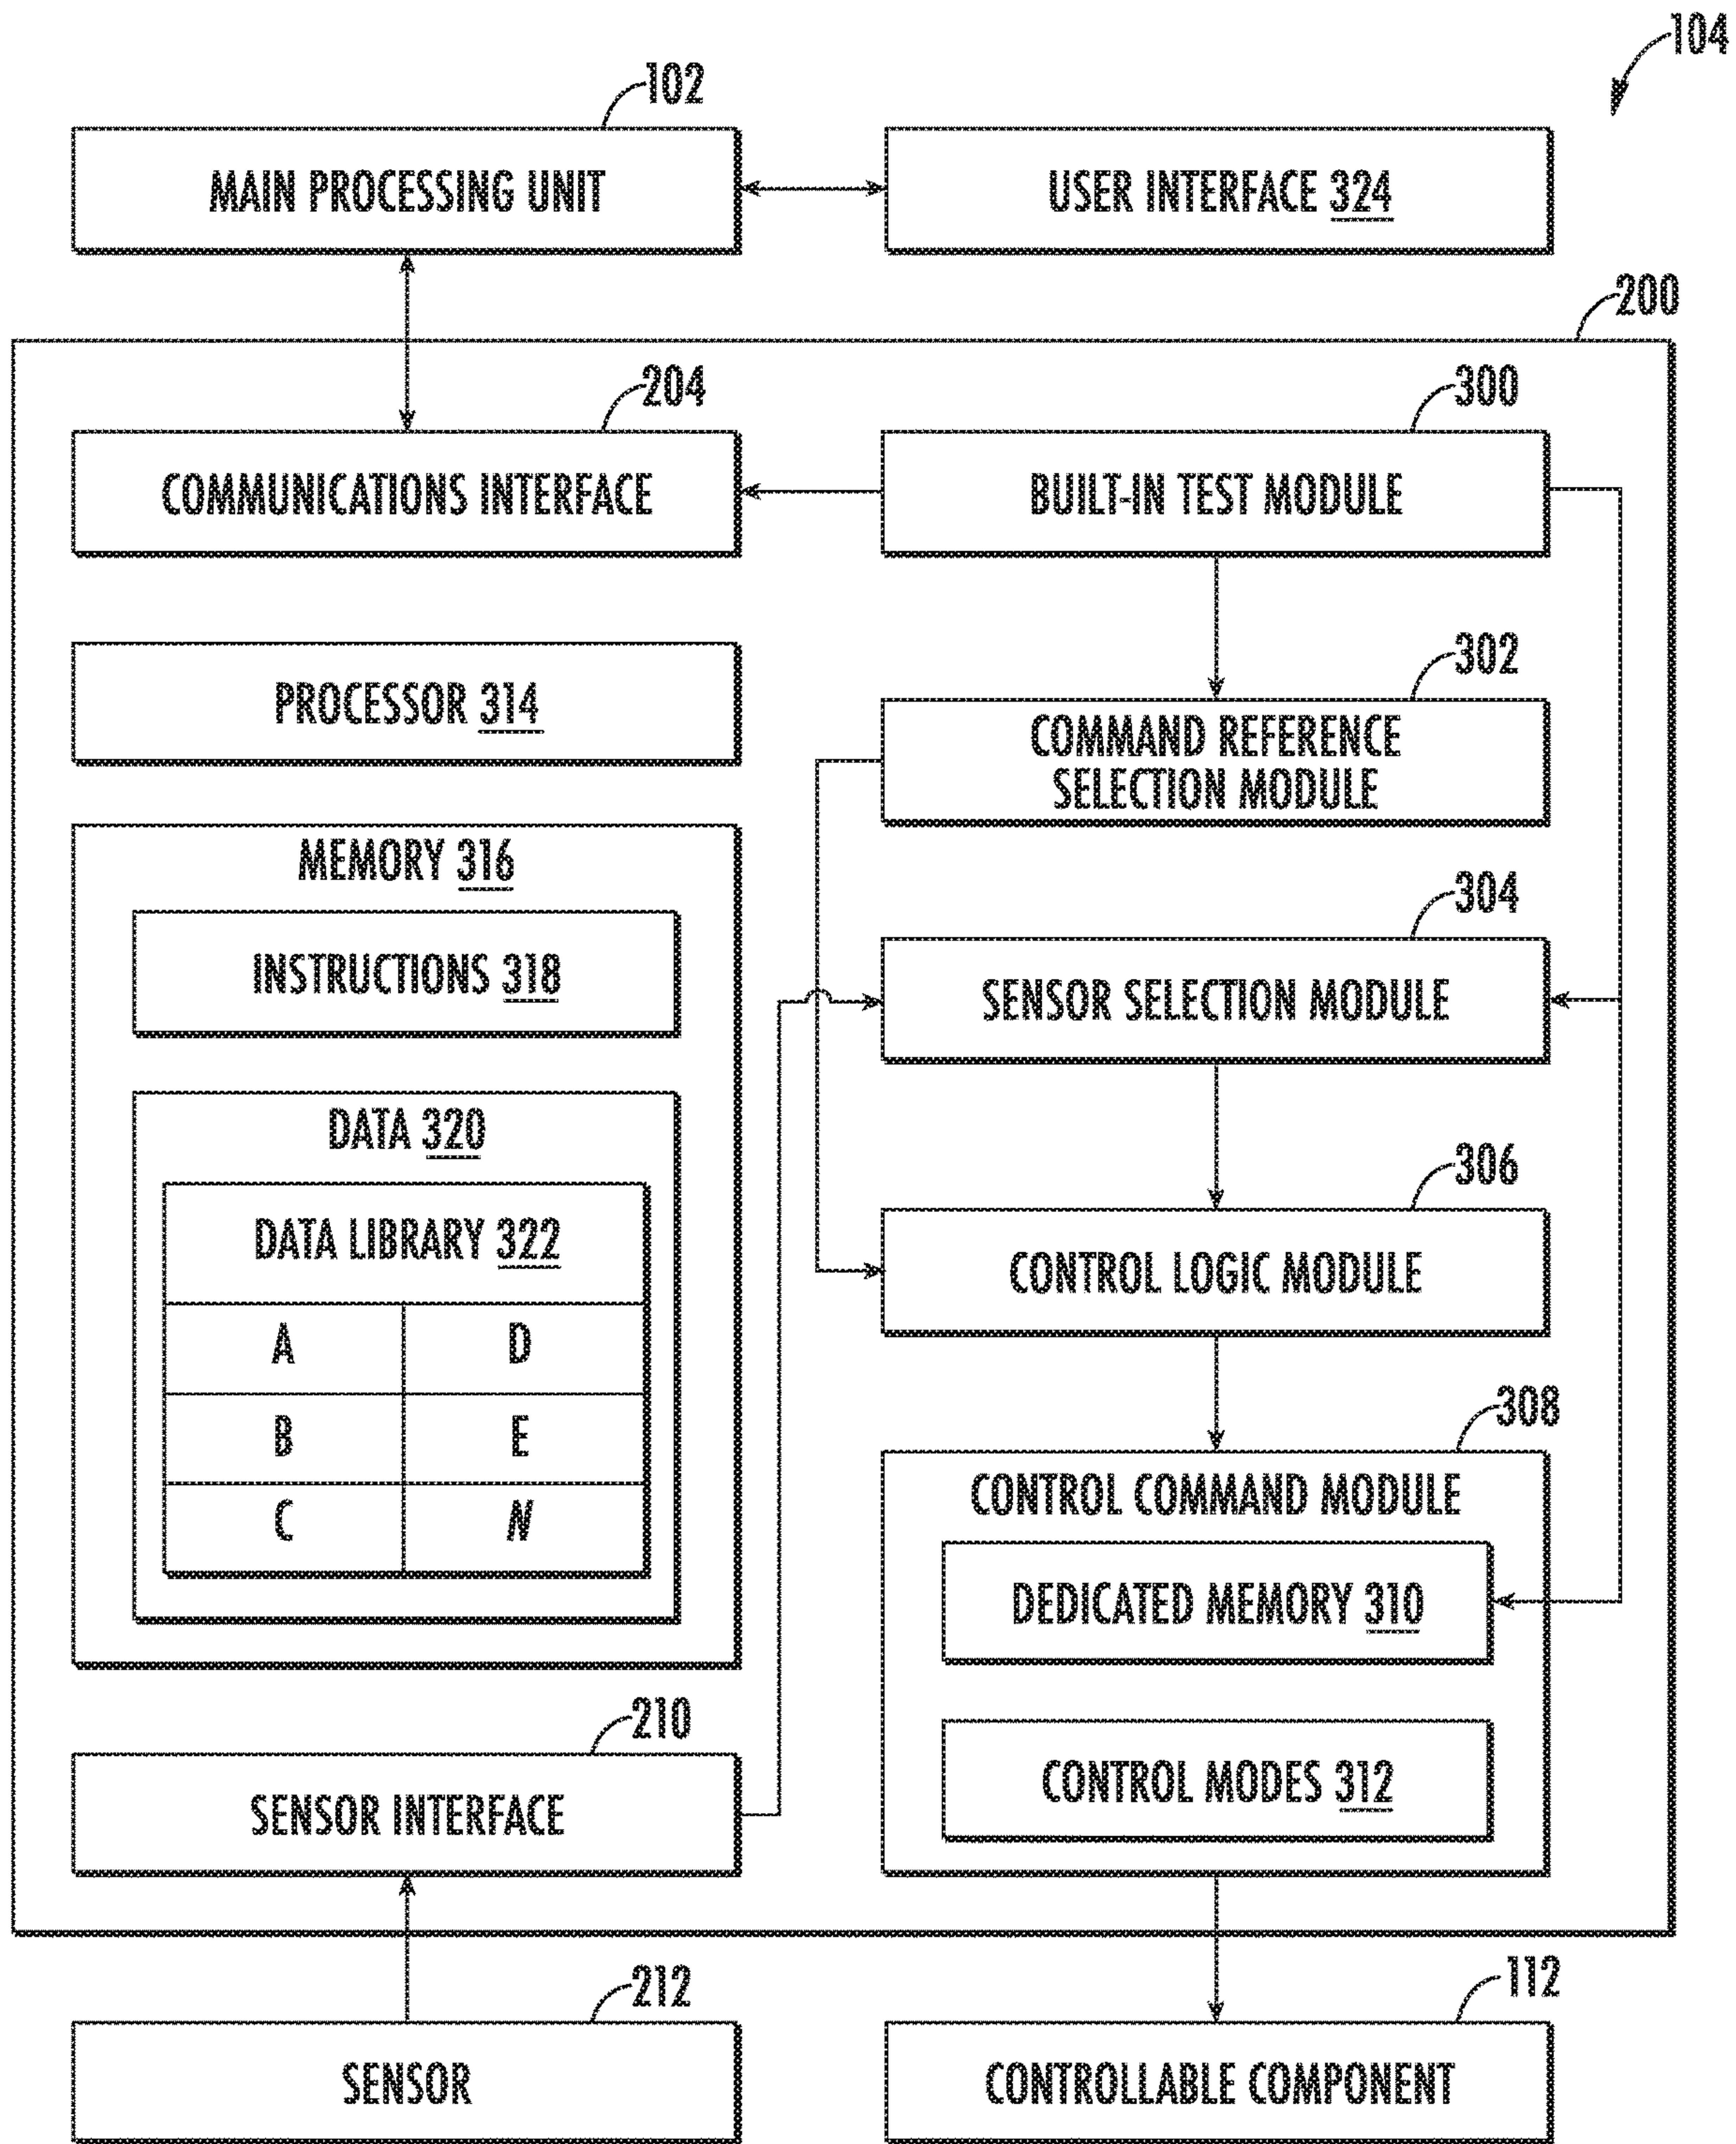 104
102
MAIN PROCESSING UNIT
USER INTERFACE 324
200
204
COMMUNICATIONS INTERFACE
300
BUILT-IN TEST MODULE
PROCESSOR 314
302
COMMAND REFERENCE
SELECTION MODULE
MEMORY 316
INSTRUCTIONS 318
304
SENSOR SELECTION MODULE
DATA 320
DATA LIBRARY 322
A
D
B
E
C
N
306
CONTROL LOGIC MODULE
308
CONTROL COMMAND MODULE
DEDICATED MEMORY 310
CONTROL MODES 312
210
SENSOR INTERFACE
212
SENSOR
112
CONTROLLABLE COMPONENT